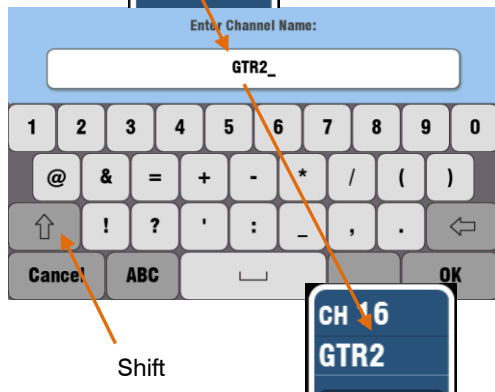 Enter Channel Name:
GTR2_
1 2 3 4 5 6 7 8 9 0
@ & = + - * / ( )
! ? ' : _ , .
Cancel ABC OK
CH 16
GTR2
Shift